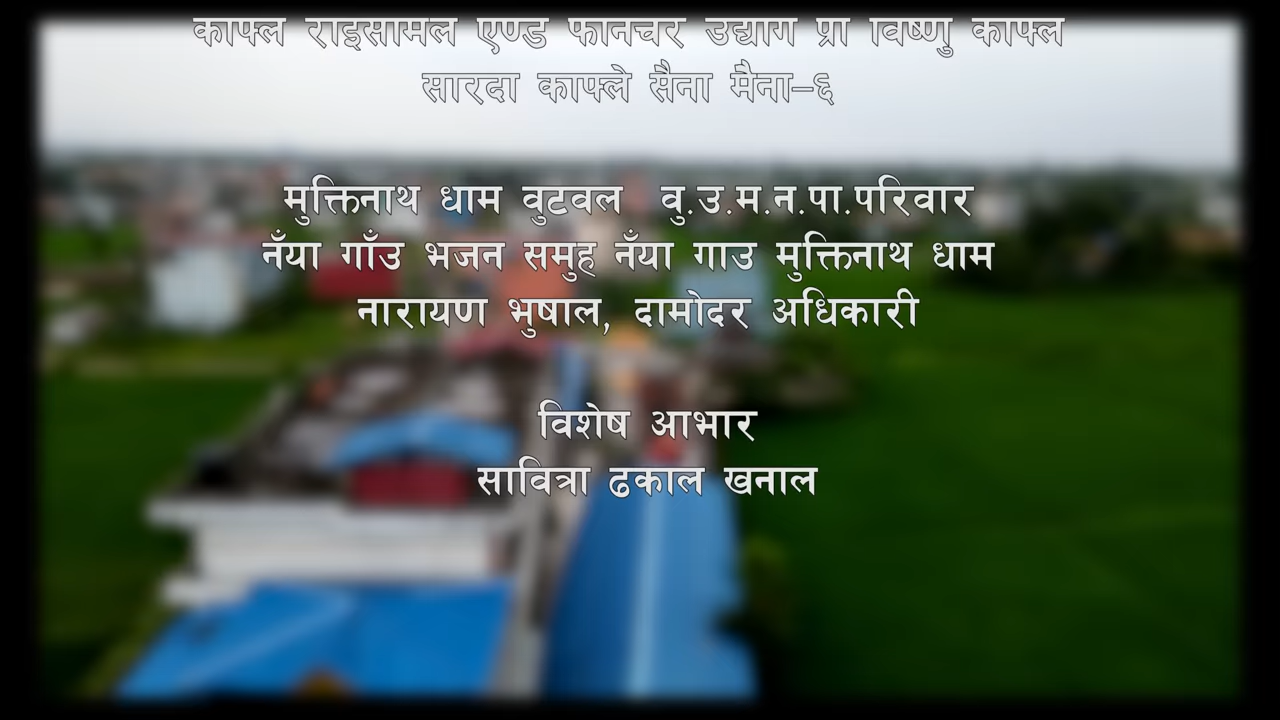 काफ्ले राइसमिल एण्ड फर्निचर उद्योग प्रो विष्णु काफ्ले
सारदा काफ्ले सैना मैना–६
मुक्तिनाथ धाम वुटवल वु.उ.म.न.पा.परिवार
नँया गाँउ भजन समुह नँया गाउ मुक्तिनाथ धाम
नारायण भुषाल, दामोदर अधिकारी
विशेष आभार
सावित्रा ढकाल खनाल